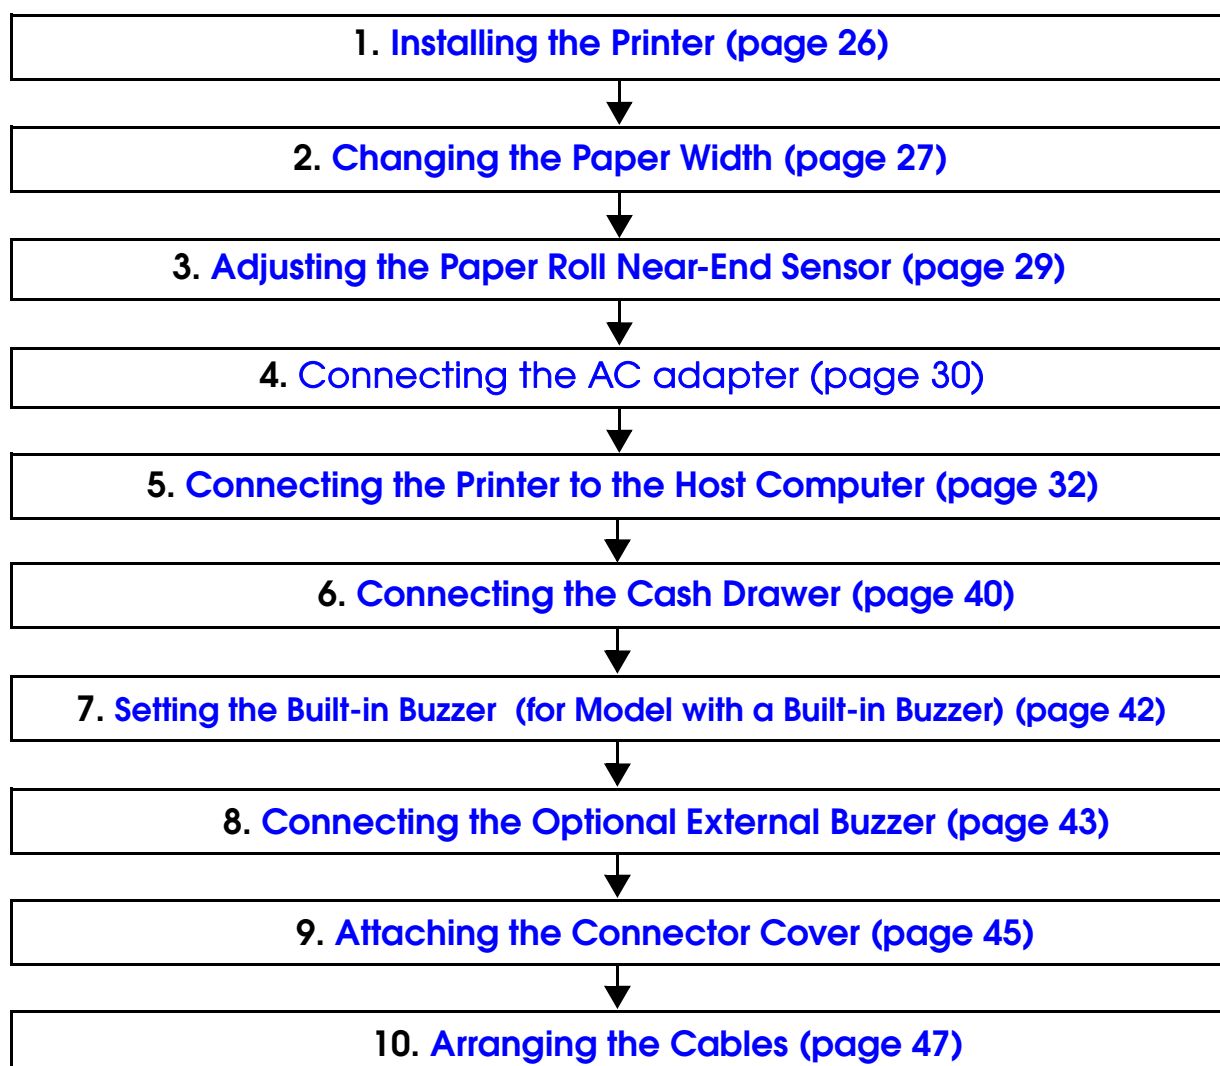 1. Installing the Printer (page 26)
2. Changing the Paper Width (page 27)
3. Adjusting the Paper Roll Near-End Sensor (page 29)
4. Connecting the AC adapter (page 30)
5. Connecting the Printer to the Host Computer (page 32)
6. Connecting the Cash Drawer (page 40)
7. Setting the Built-in Buzzer (for Model with a Built-in Buzzer) (page 42)
8. Connecting the Optional External Buzzer (page 43)
9. Attaching the Connector Cover (page 45)
10. Arranging the Cables (page 47)